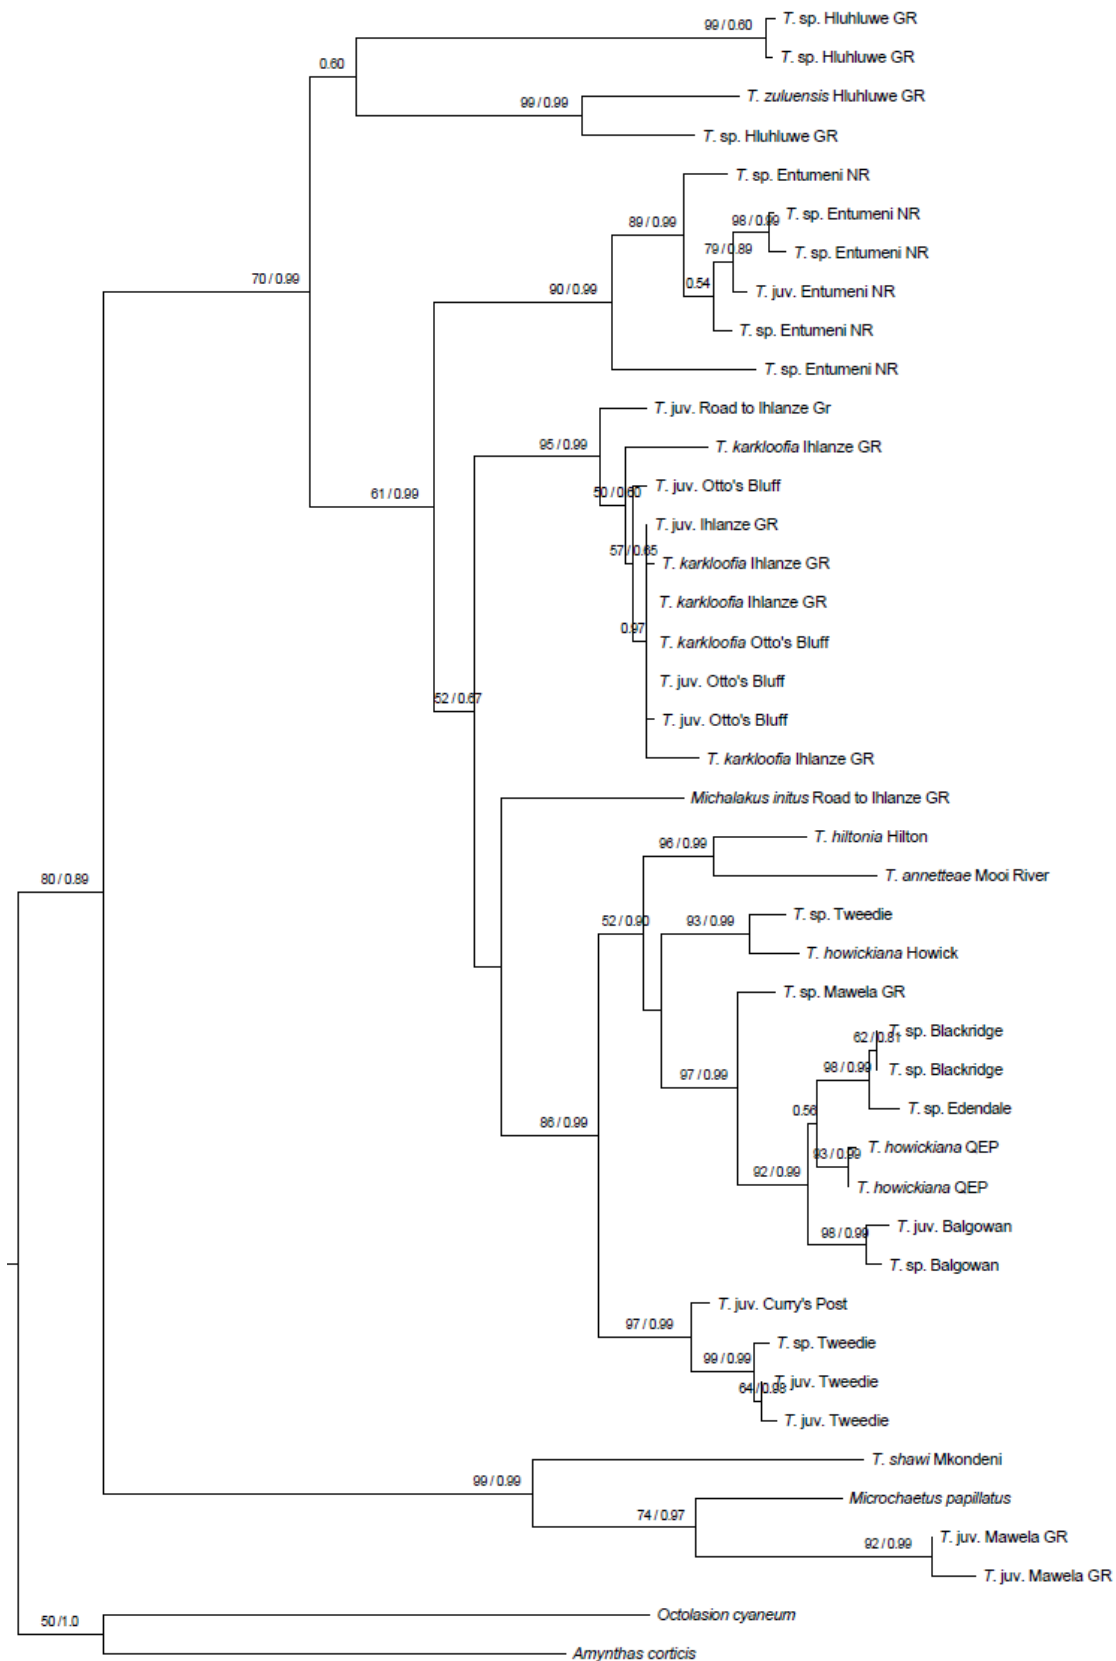 99 / 0.60
T. sp. Hluhluwe GR
T. sp. Hluhluwe GR
0.60
99 / 0.99
T. zuluensis Hluhluwe GR
T. sp. Hluhluwe GR
70 / 0.99
T. sp. Entumeni NR
89 / 0.99
98 / 0.99
T. sp. Entumeni NR
T. sp. Entumeni NR
79 / 0.89
0.54
T. juv. Entumeni NR
90 / 0.99
T. sp. Entumeni NR
T. sp. Entumeni NR
T. juv. Road to Ihlanze Gr
95 / 0.99
T. karkloofia Ihlanze GR
61 / 0.99
50 / 0.60
T. juv. Otto's Bluff
T. juv. Ihlanze GR
57 / 0.65
T. karkloofia Ihlanze GR
T. karkloofia Ihlanze GR
0.97
T. karkloofia Otto's Bluff
T. juv. Otto's Bluff
52 / 0.67
T. juv. Otto's Bluff
T. karkloofia Ihlanze GR
Michalakus initus Road to Ihlanze GR
T. hiltonia Hilton
96 / 0.99
T. annetteae Mooi River
80 / 0.89
52 / 0.90
93 / 0.99
T. sp. Tweedie
T. howickiana Howick
T. sp. Mawela GR
62 / 0.81
T. sp. Blackridge
98 / 0.99
T. sp. Blackridge
97 / 0.99
0.56
T. sp. Edendale
86 / 0.99
93 / 0.99
T. howickiana QEP
92 / 0.99
T. howickiana QEP
98 / 0.99
T. juv. Balgowan
T. sp. Balgowan
T. juv. Curry's Post
97 / 0.99
T. sp. Tweedie
99 / 0.99
64 / 0.98
T. juv. Tweedie
T. juv. Tweedie
T. shawi Mkondeni
99 / 0.99
Microchaetus papillatus
74 / 0.97
T. juv. Mawela GR
92 / 0.99
T. juv. Mawela GR
50 /1.0
Octolasion cyaneum
Amynthas corticis